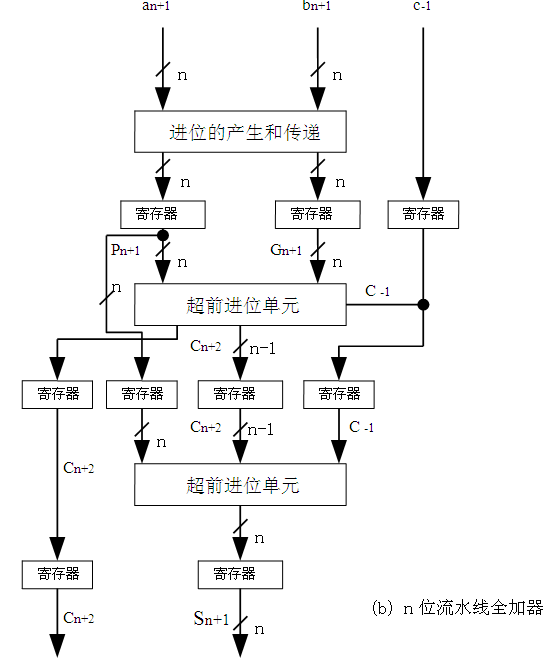 an+1 bn+1 c-1
n n
进位的产生和传递
n n
寄存器 寄存器 寄存器
Pn+1 n Gn+1 n
n
C -1
超前进位单元
Cn+2 n-1
寄存器 寄存器 寄存器 寄存器
n Cn+2 n-1 C -1
Cn+2
超前进位单元
n
寄存器 寄存器
Cn+2 Sn+1 n
(b) n 位流水线全加器